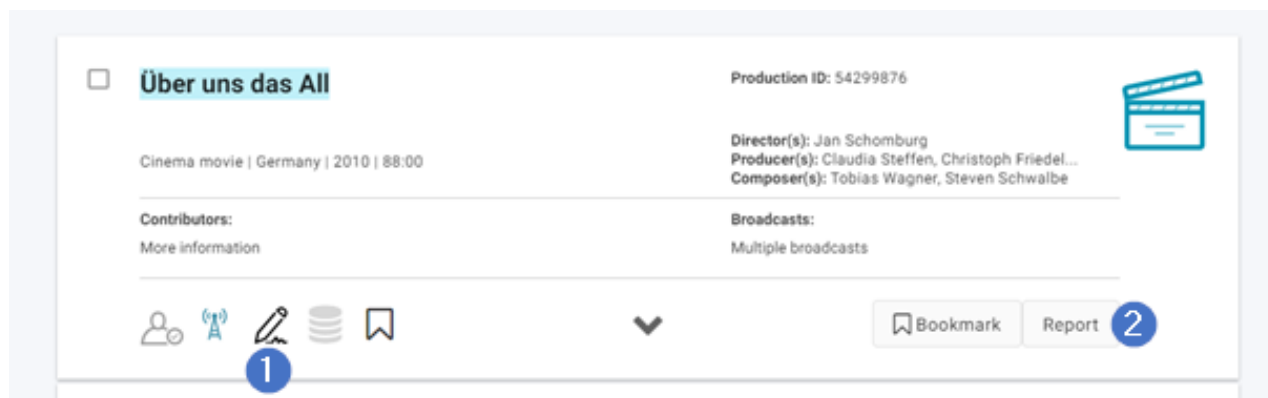 Über uns das All
Production ID: 54299876
Cinema movie | Germany | 2010 | 88:00
Director(s): Jan Schomburg
Producer(s): Claudia Steffen, Christoph Friedel...
Composer(s): Tobias Wagner, Steven Schwalbe
Contributors:
More information
Broadcasts:
Multiple broadcasts
Bookmark
Report
2
1